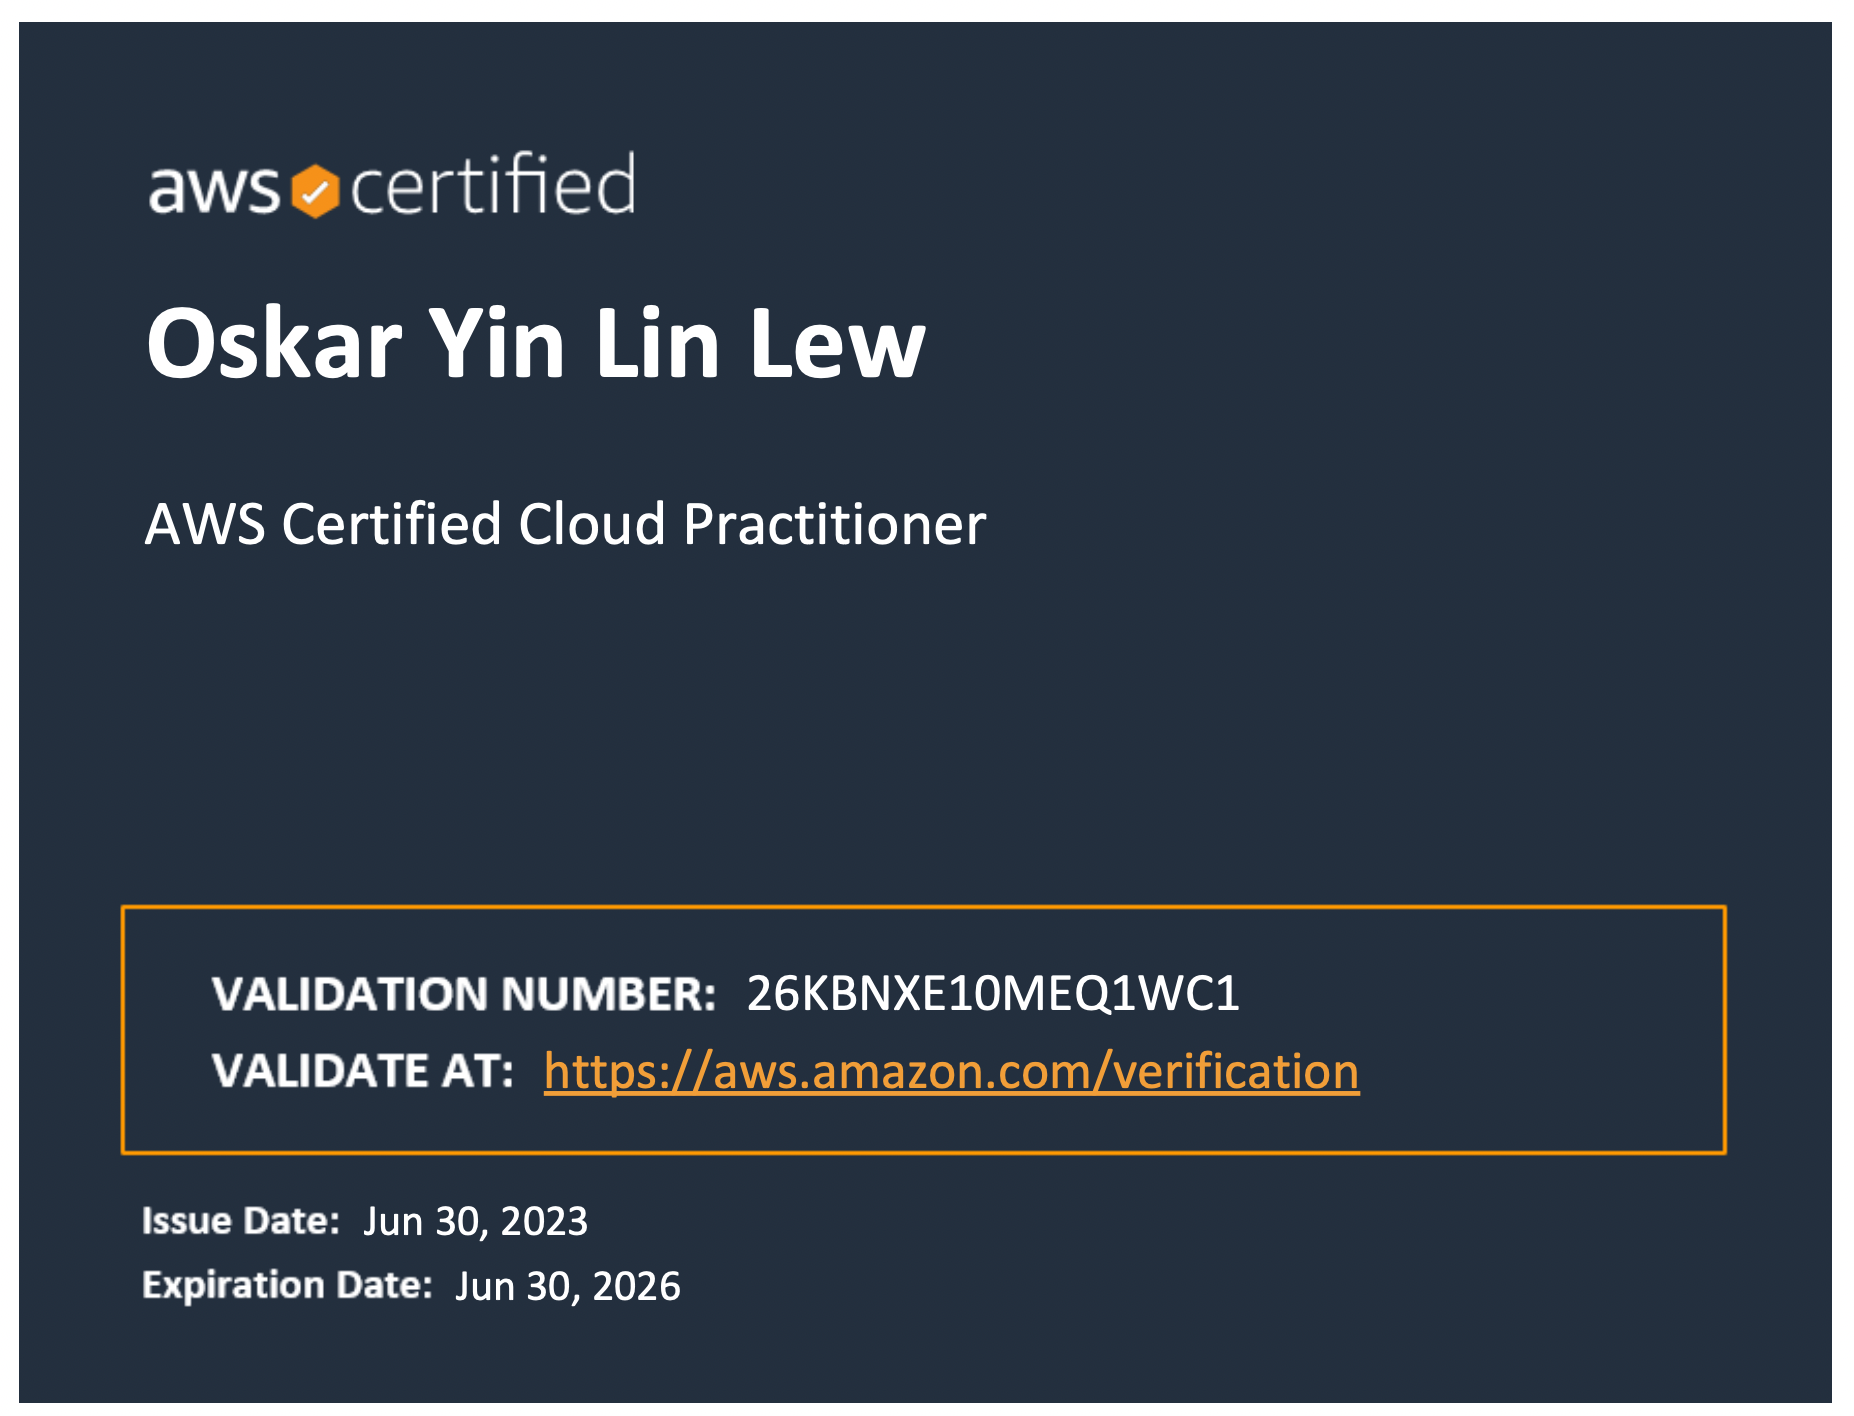 aws certified
Oskar Yin Lin Lew
AWS Certified Cloud Practitioner
VALIDATION NUMBER: 26KBNXE10MEQ1WC1
VALIDATE AT: https://aws.amazon.com/verification
Issue Date: Jun 30, 2023
Expiration Date: Jun 30, 2026